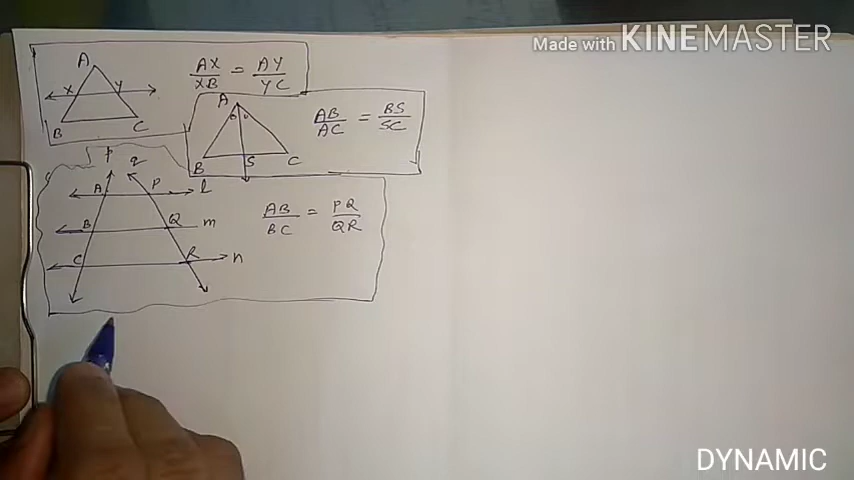 Made with KINEMASTER
A
X Y
B C
AX/XB = AY/YC
A
B S C
AB/AC = BS/SC
p q
A P l
B Q m
C R n
AB/BC = PQ/QR
DYNAMIC